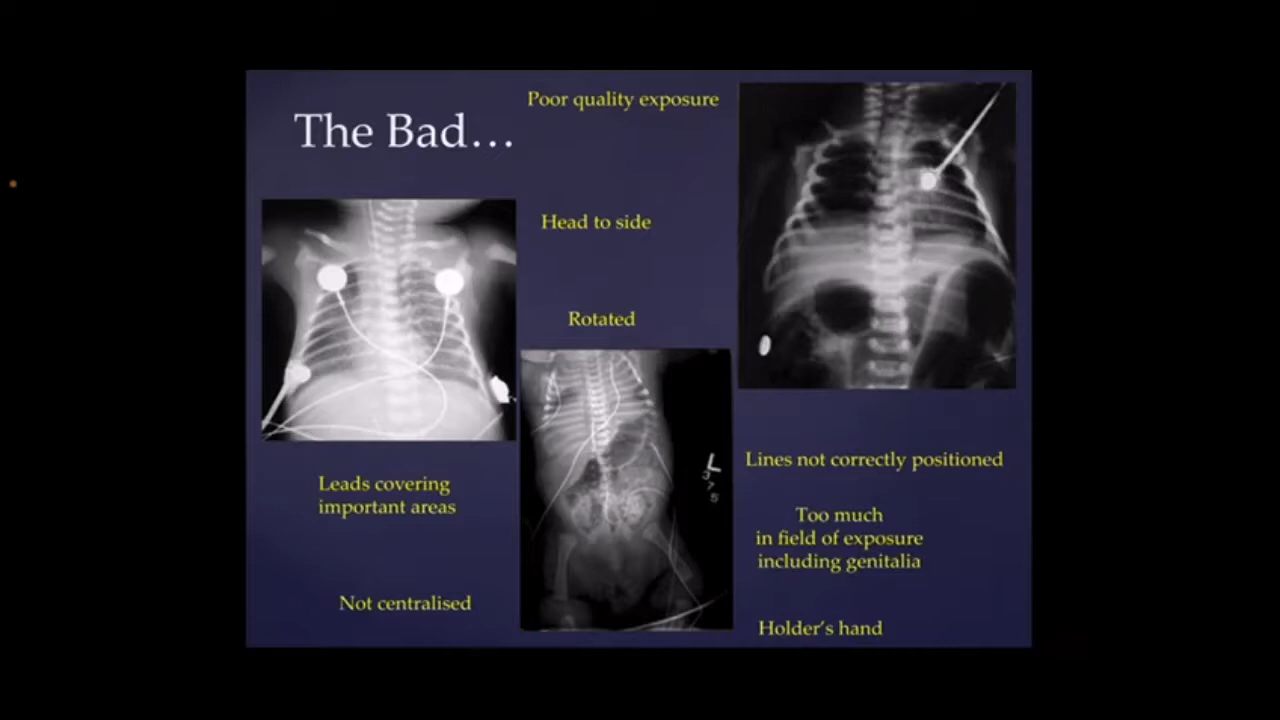 The Bad…
Poor quality exposure
Head to side
Rotated
Leads covering
important areas
Not centralised
L
Lines not correctly positioned
Too much
in field of exposure
including genitalia
Holder's hand